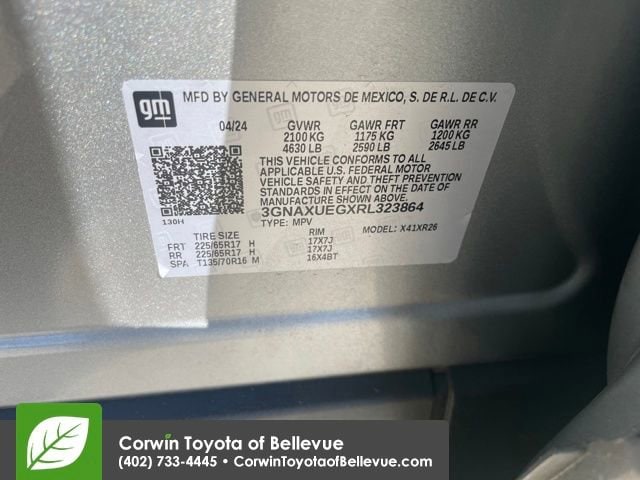 gm
MFD BY GENERAL MOTORS DE MEXICO, S. DE R.L. DE C.V.
04/24 GVWR GAWR FRT GAWR RR
2100 KG 1175 KG 1200 KG
4630 LB 2590 LB 2645 LB
THIS VEHICLE CONFORMS TO ALL
APPLICABLE U.S. FEDERAL MOTOR
VEHICLE SAFETY AND THEFT PREVENTION
STANDARDS IN EFFECT ON THE DATE OF
MANUFACTURE SHOWN ABOVE.
130H 3GNAXUEGXRL323864
TYPE: MPV MODEL: X41XR26
TIRE SIZE RIM
FRT 225/65R17 H 17X7J
RR 225/65R17 H 17X7J
SPA T135/70R16 M 16X4BT
Corwin Toyota of Bellevue
(402) 733-4445 • CorwinToyotaofBellevue.com